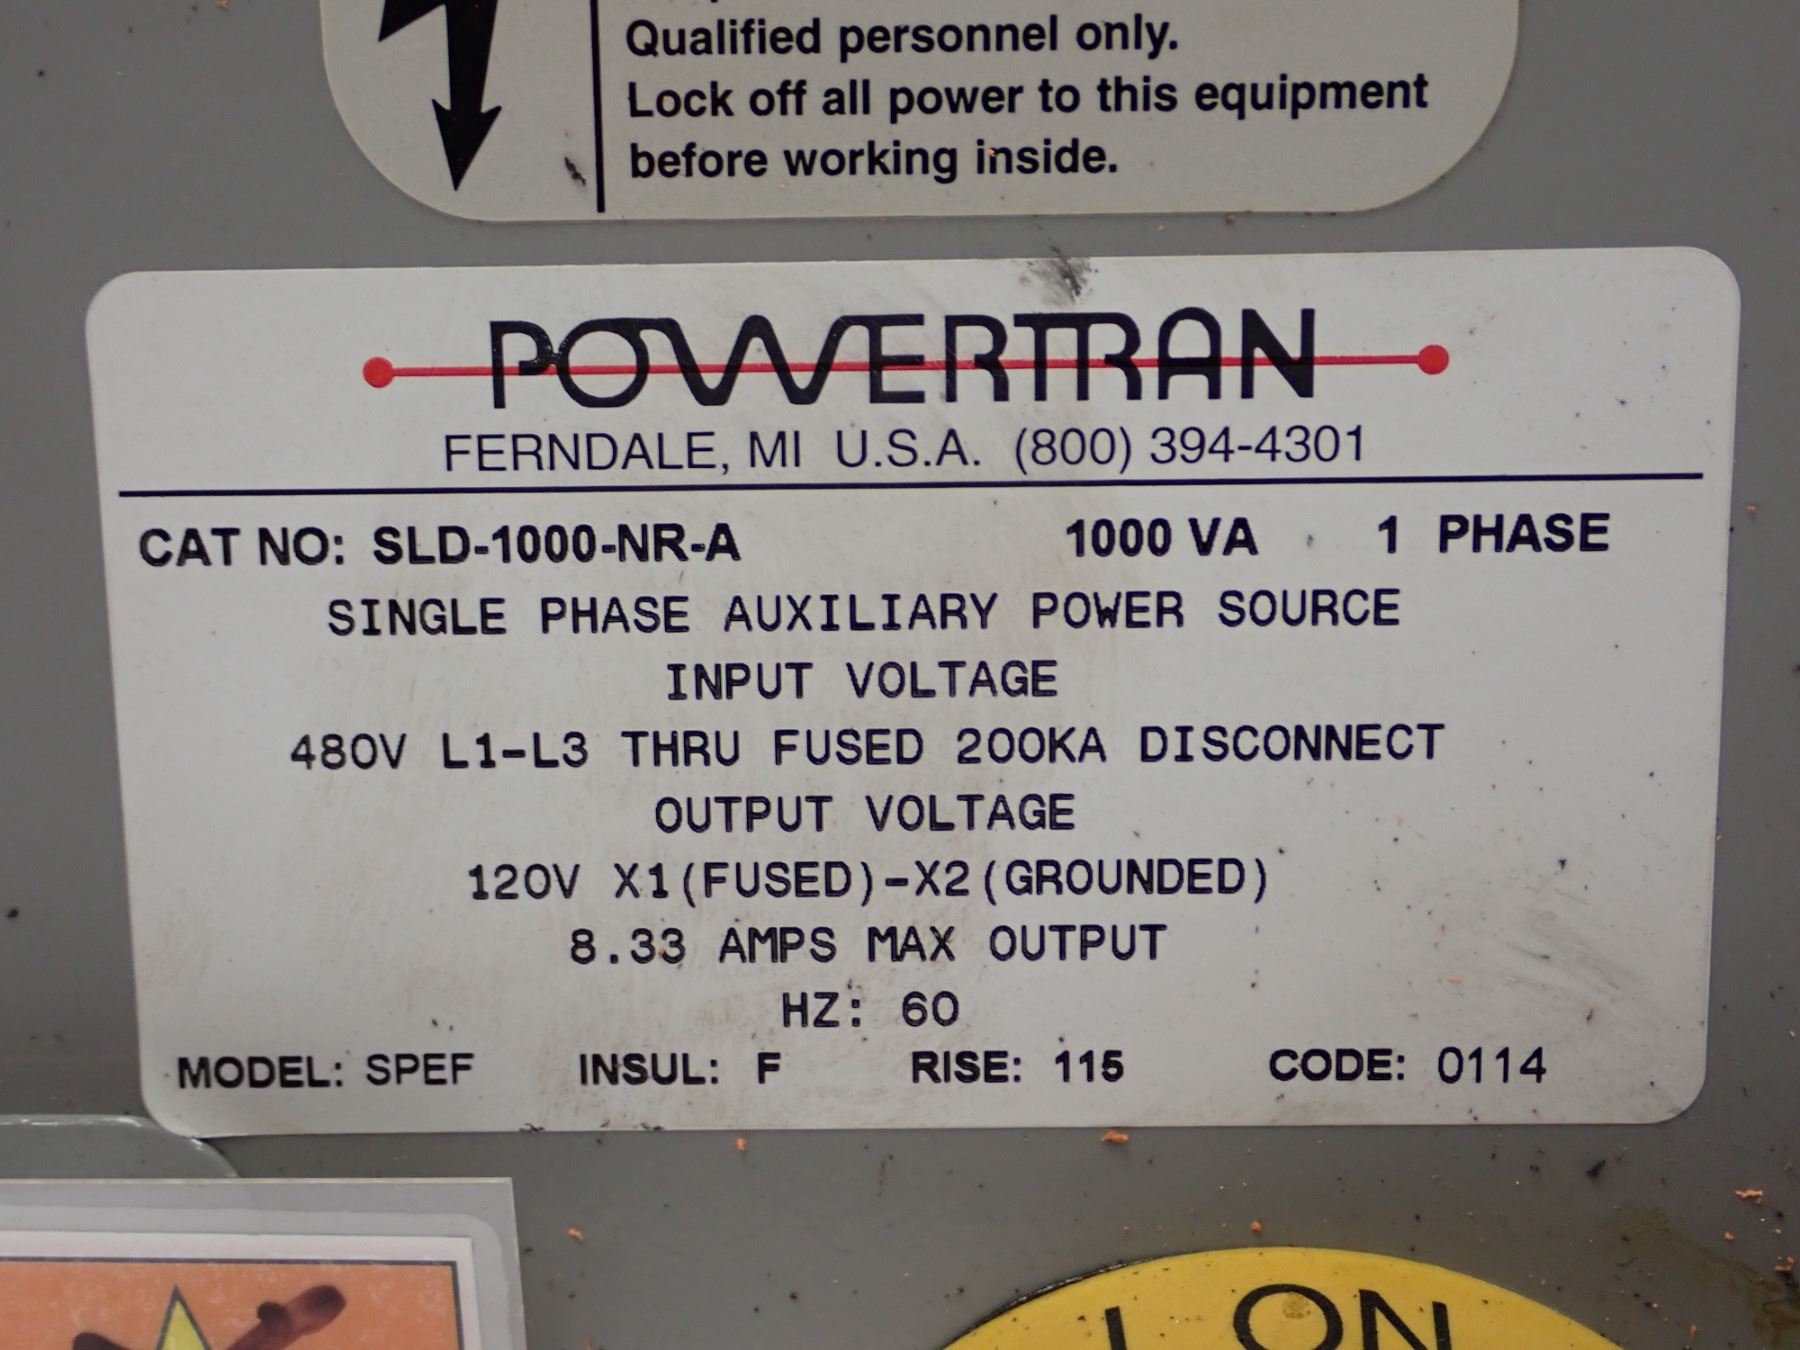 Qualified personnel only.
Lock off all power to this equipment
before working inside.
POWERTRAN
FERNDALE, MI U.S.A. (800) 394-4301
CAT NO: SLD-1000-NR-A 1000 VA 1 PHASE
SINGLE PHASE AUXILIARY POWER SOURCE
INPUT VOLTAGE
480V L1-L3 THRU FUSED 200KA DISCONNECT
OUTPUT VOLTAGE
120V X1(FUSED)-X2(GROUNDED)
8.33 AMPS MAX OUTPUT
HZ: 60
MODEL: SPEF INSUL: F RISE: 115 CODE: 0114
I ON